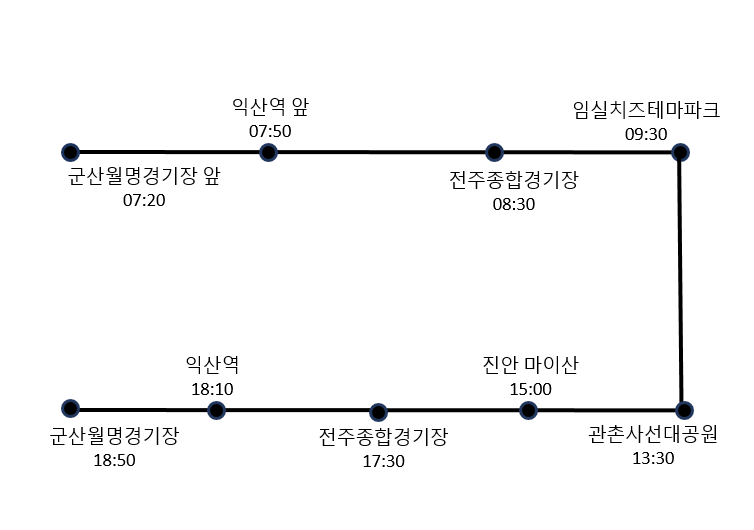 익산역 앞
07:50
임실치즈테마파크
09:30
군산월명경기장 앞
07:20
전주종합경기장
08:30
익산역
18:10
진안 마이산
15:00
군산월명경기장
18:50
전주종합경기장
17:30
관촌사선대공원
13:30